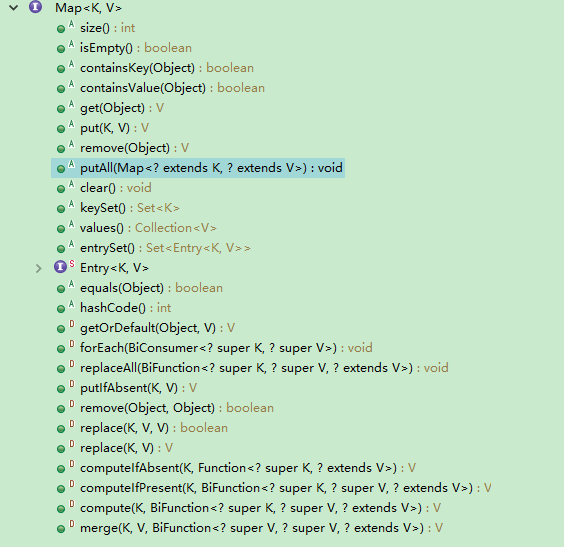 Map<K, V>
A size() : int
A isEmpty() : boolean
A containsKey(Object) : boolean
A containsValue(Object) : boolean
A get(Object) : V
A put(K, V) : V
A remove(Object) : V
A putAll(Map<? extends K, ? extends V>) : void
A clear() : void
A keySet() : Set<K>
A values() : Collection<V>
A entrySet() : Set<Entry<K, V>>
S Entry<K, V>
A equals(Object) : boolean
A hashCode() : int
D getOrDefault(Object, V) : V
D forEach(BiConsumer<? super K, ? super V>) : void
D replaceAll(BiFunction<? super K, ? super V, ? extends V>) : void
D putIfAbsent(K, V) : V
D remove(Object, Object) : boolean
D replace(K, V, V) : boolean
D replace(K, V) : V
D computeIfAbsent(K, Function<? super K, ? extends V>) : V
D computeIfPresent(K, BiFunction<? super K, ? super V, ? extends V>) : V
D compute(K, BiFunction<? super K, ? super V, ? extends V>) : V
D merge(K, V, BiFunction<? super V, ? super V, ? extends V>) : V